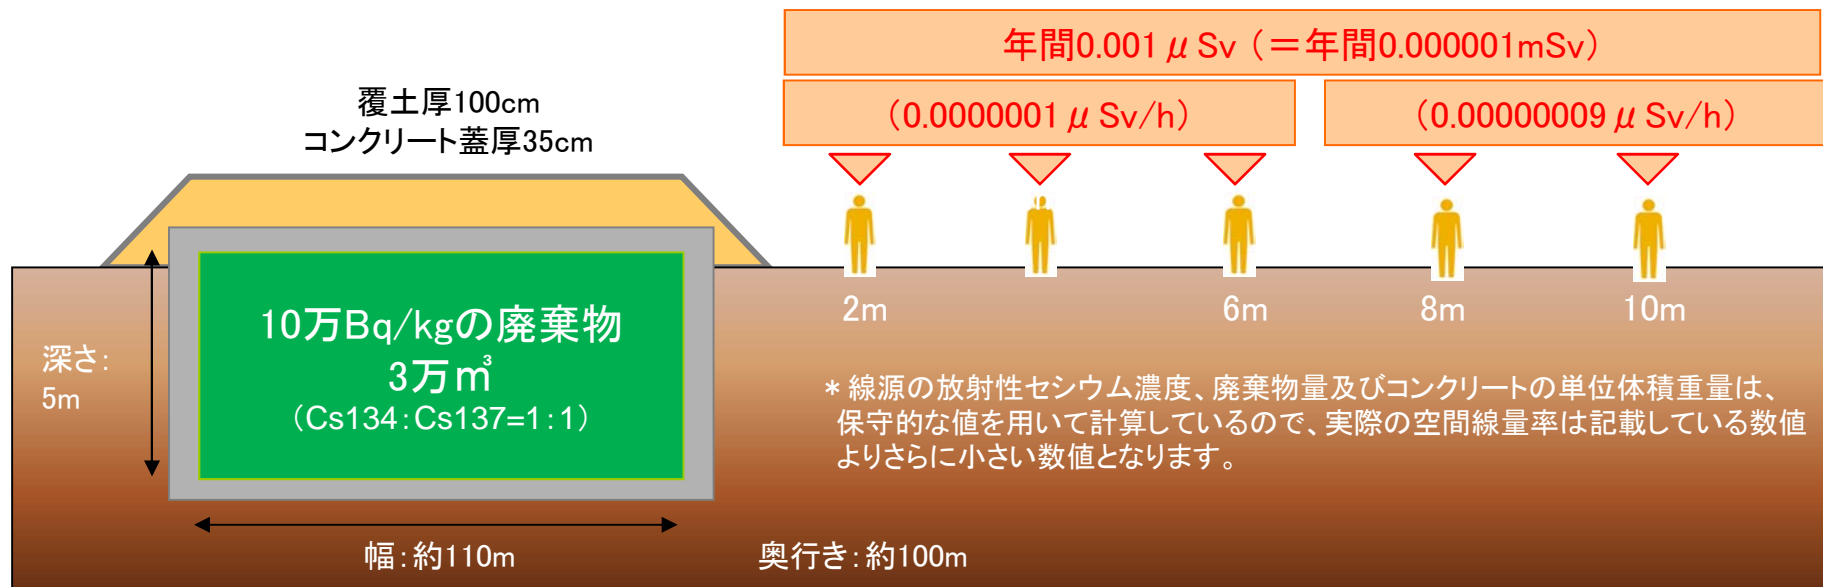 年間0.001μSv(=年間0.000001mSv)
(0.0000001μSv/h)
(0.00000009μSv/h)
覆土厚100cm
コンクリート蓋厚35cm
10万Bq/kgの廃棄物
3万㎥
(Cs134:Cs137=1:1)
深さ:
5m
2m
6m
8m
10m
*線源の放射性セシウム濃度、廃棄物量及びコンクリートの単位体積重量は、
保守的な値を用いて計算しているので、実際の空間線量率は記載している数値
よりさらに小さい数値となります。
幅:約110m
奥行き:約100m